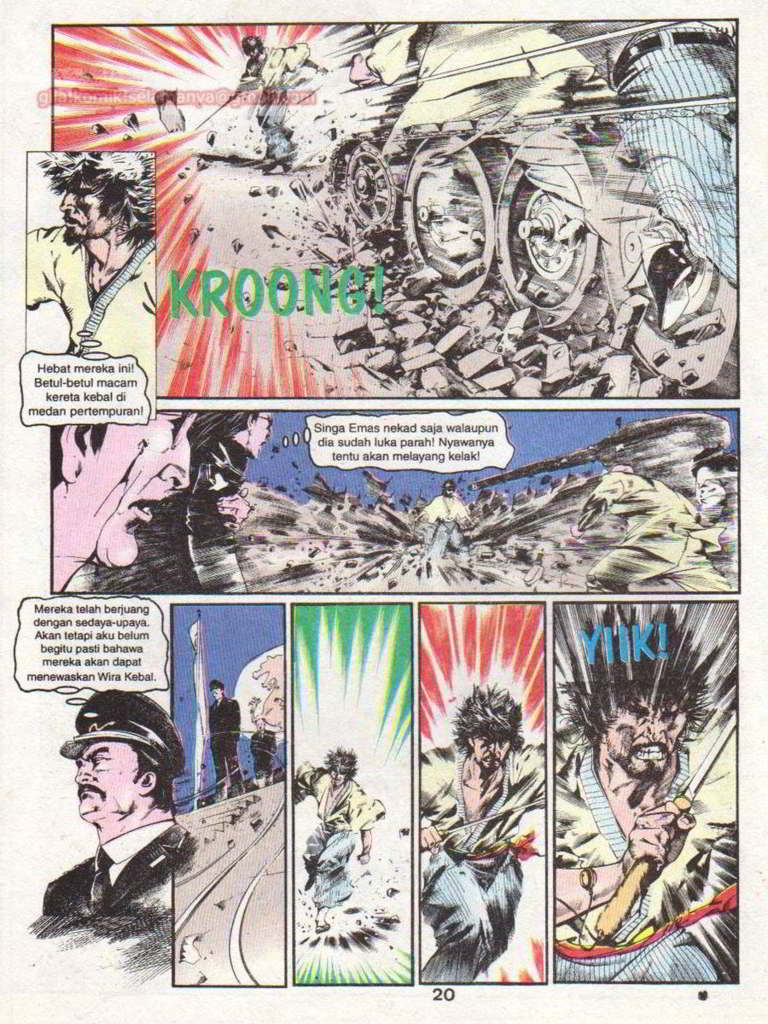 KROONG!
Hebat mereka ini!
Betul-betul macam
kereta kebal di
medan pertempuran!
Singa Emas nekad saja walaupun
dia sudah luka parah! Nyawanya
tentu akan melayang kelak!
Mereka telah berjuang
dengan sedaya-upaya.
Akan tetapi aku belum
begitu pasti bahawa
mereka akan dapat
menewaskan Wira Kebal.
YIIK!
20